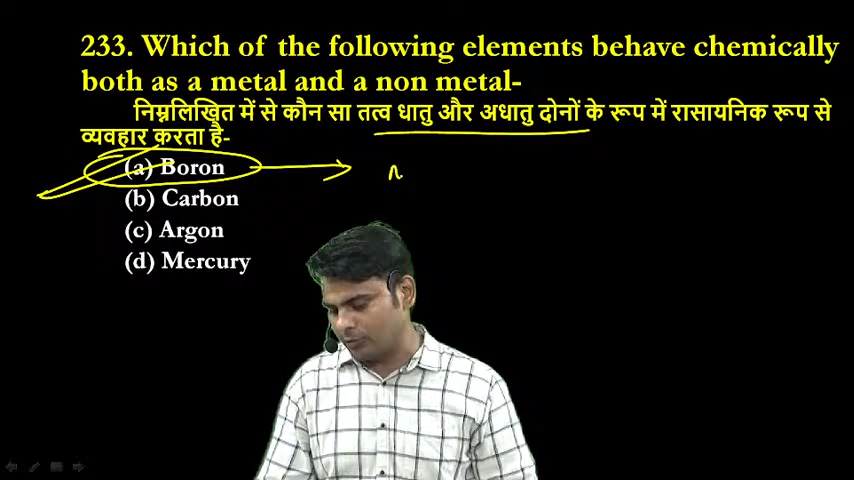 233. Which of the following elements behave chemically
both as a metal and a non metal-
निम्नलिखित में से कौन सा तत्व धातु और अधातु दोनों के रूप में रासायनिक रूप से
व्यवहार करता है-
(a) Boron
(b) Carbon
(c) Argon
(d) Mercury